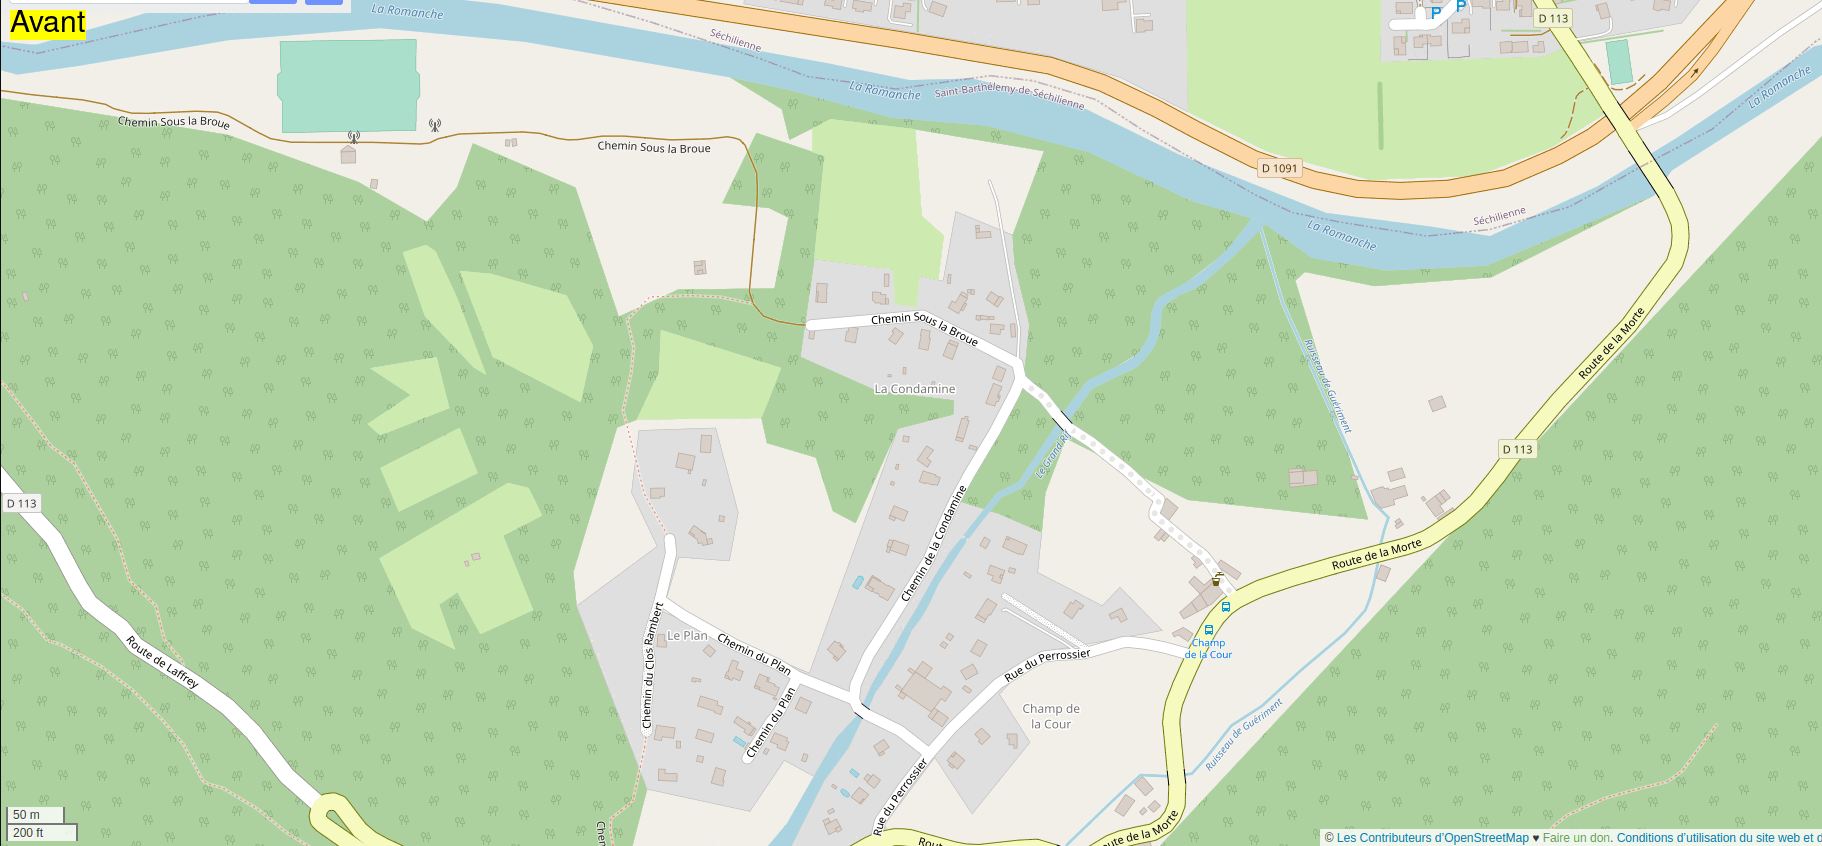 Avant
La Romanche
Séchilienne
P
P
D 113
La Romanche
Saint-Barthélemy-de-Séchilienne
La Romanche
Chemin Sous la Broue
Chemin Sous la Broue
D 1091
Séchilienne
La Romanche
Chemin Sous la Broue
Route de la Morte
Ruisseau de Guériment
La Condamine
Le Grand Rif
D 113
D 113
Chemin de la Condamine
Route de la Morte
Route de Laffrey
Chemin du Clos Rambert
Le Plan
Chemin du Plan
Champ
de la Cour
Rue du Perrossier
Chemin du Plan
Champ de
la Cour
Ruisseau de Guériment
Rue du Perrossier
50 m
200 ft
Route de la Morte
© Les Contributeurs d'OpenStreetMap ♥ Faire un don. Conditions d'utilisation du site web et d